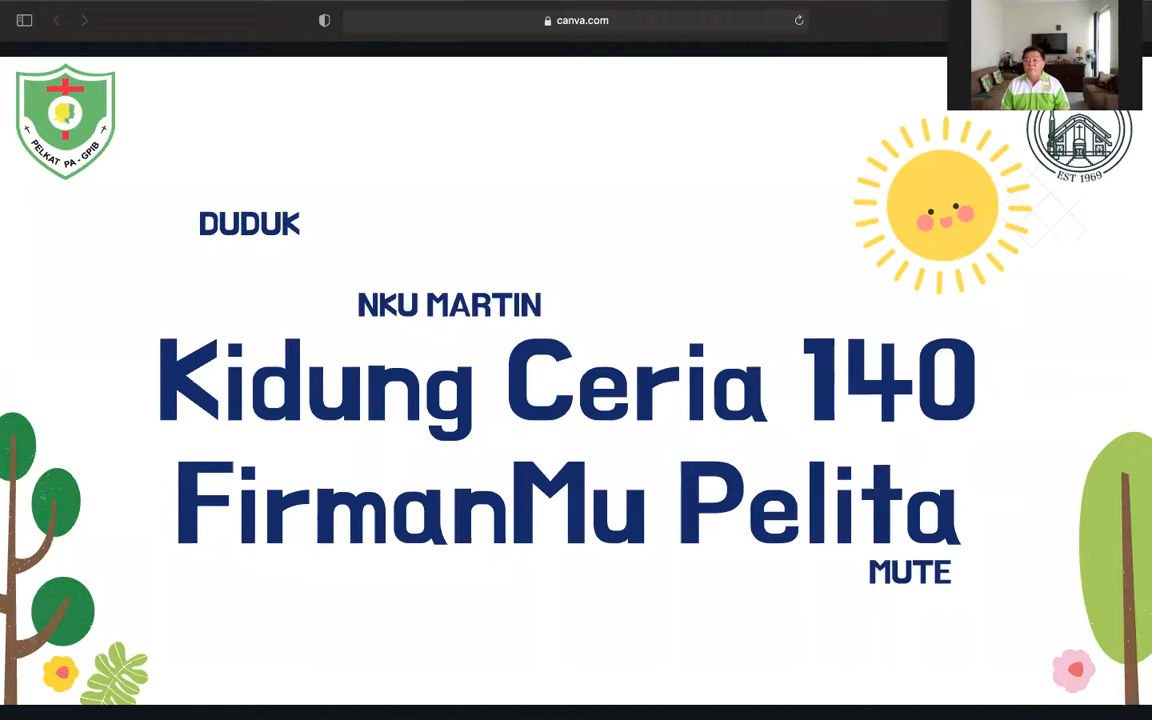 canva.com
PELKAT PA - GPIB
EST 1969
DUDUK
NKU MARTIN
Kidung Ceria 140
FirmanMu Pelita
MUTE